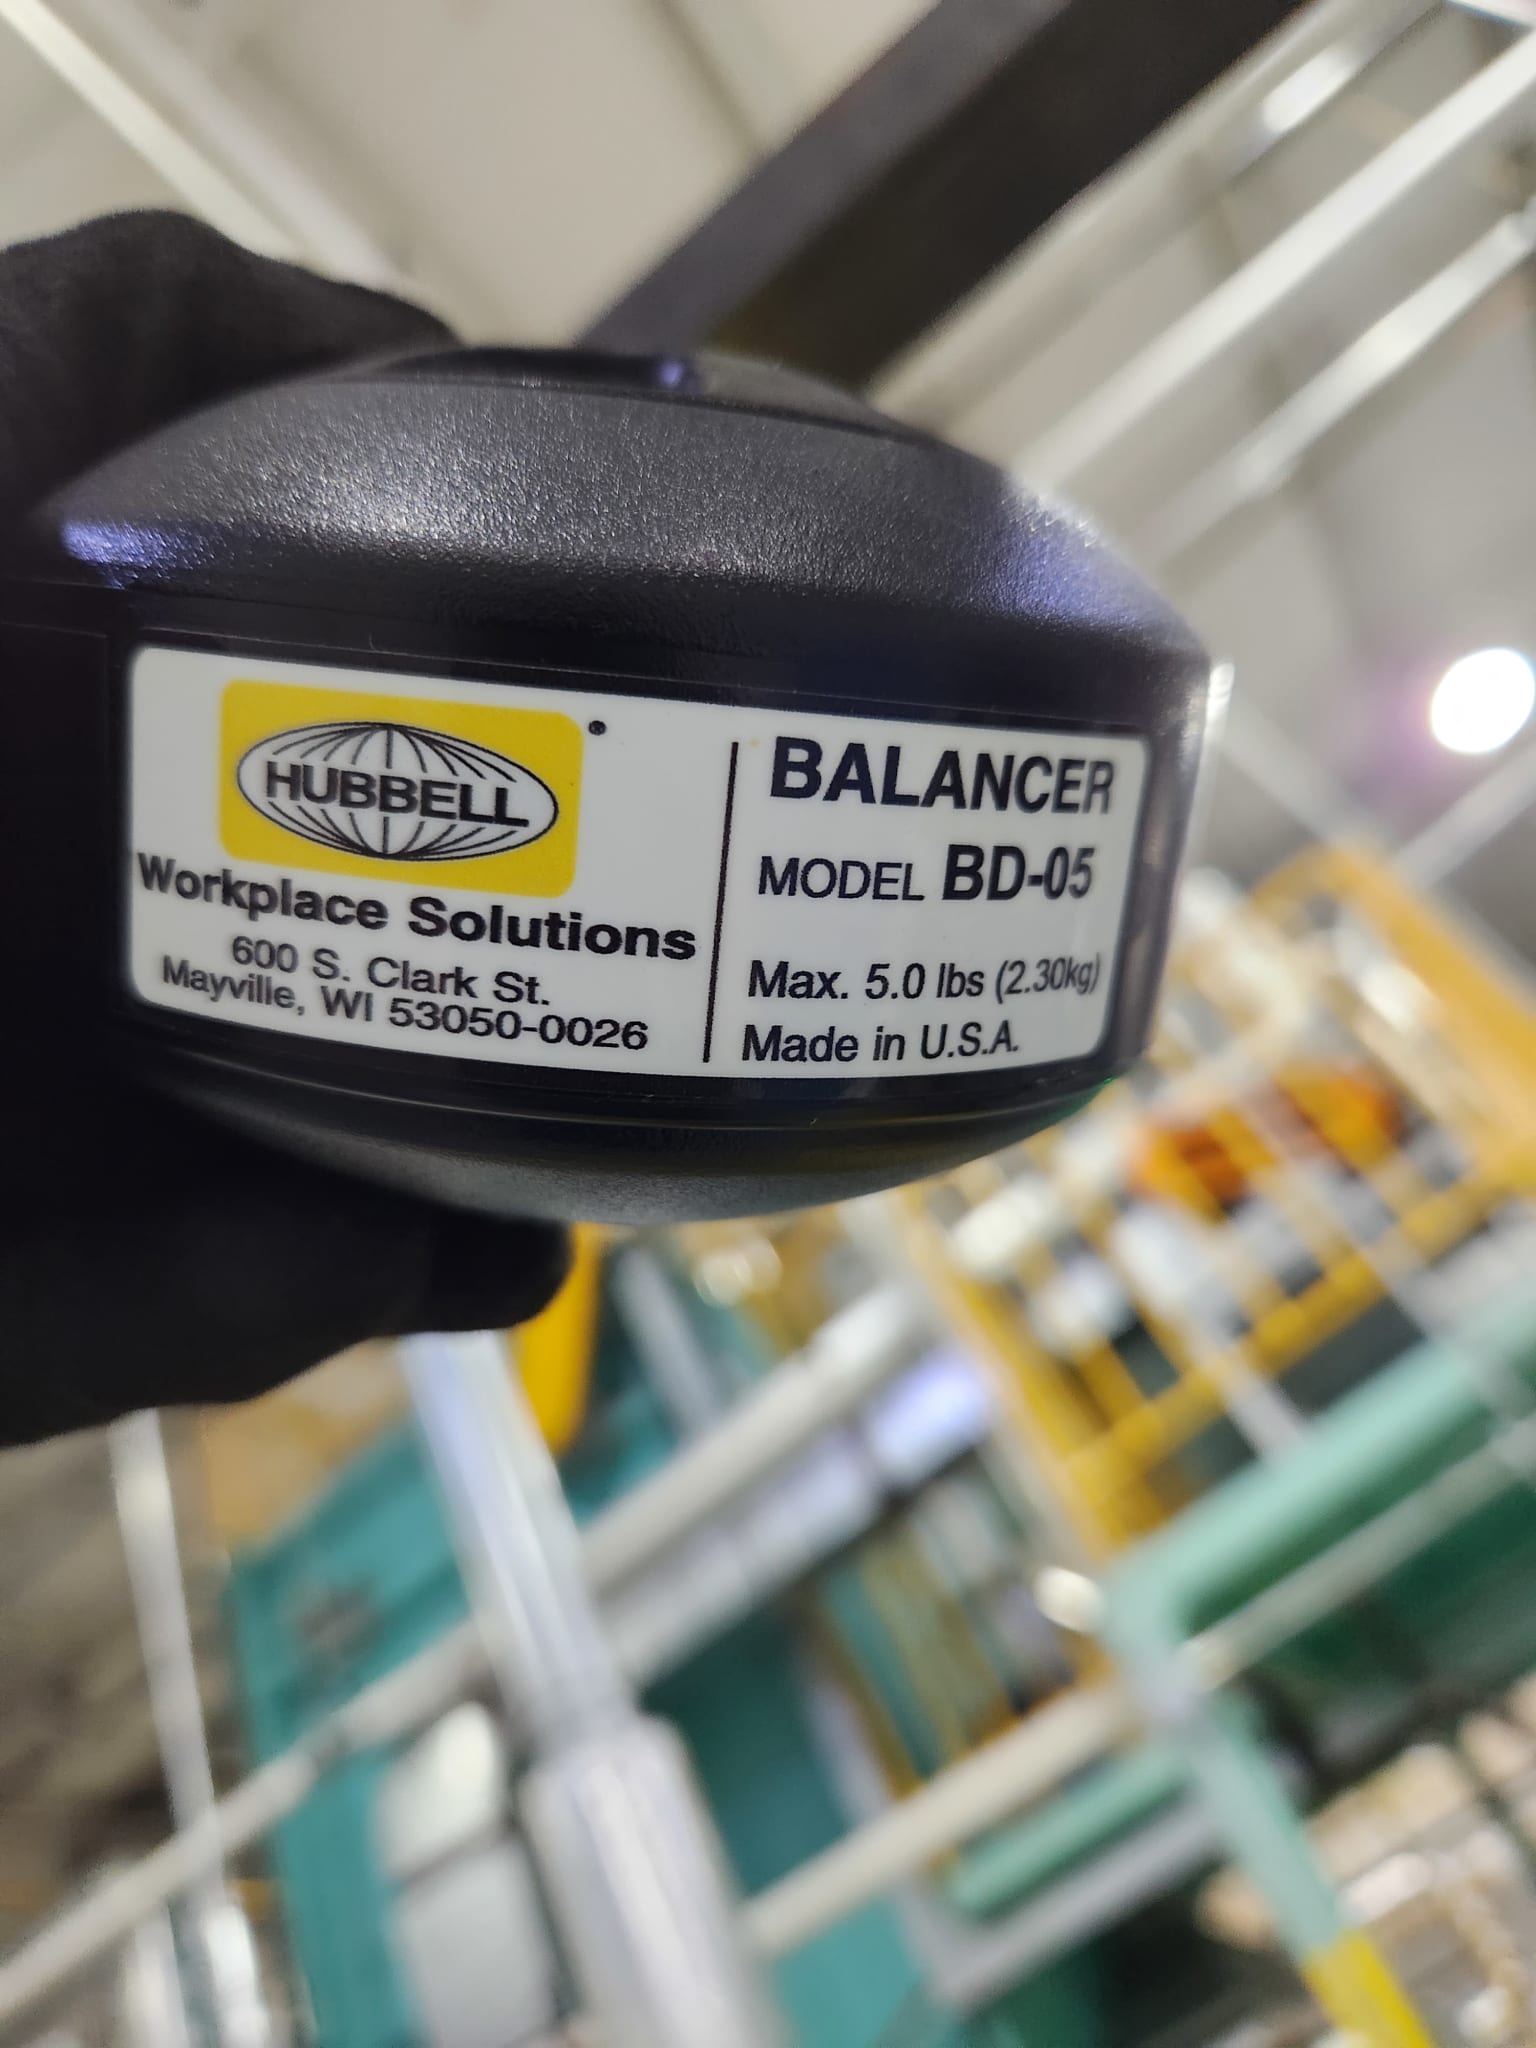 HUBBELL®
Workplace Solutions
600 S. Clark St.
Mayville, WI 53050-0026
BALANCER
MODEL BD-05
Max. 5.0 lbs (2.30kg)
Made in U.S.A.